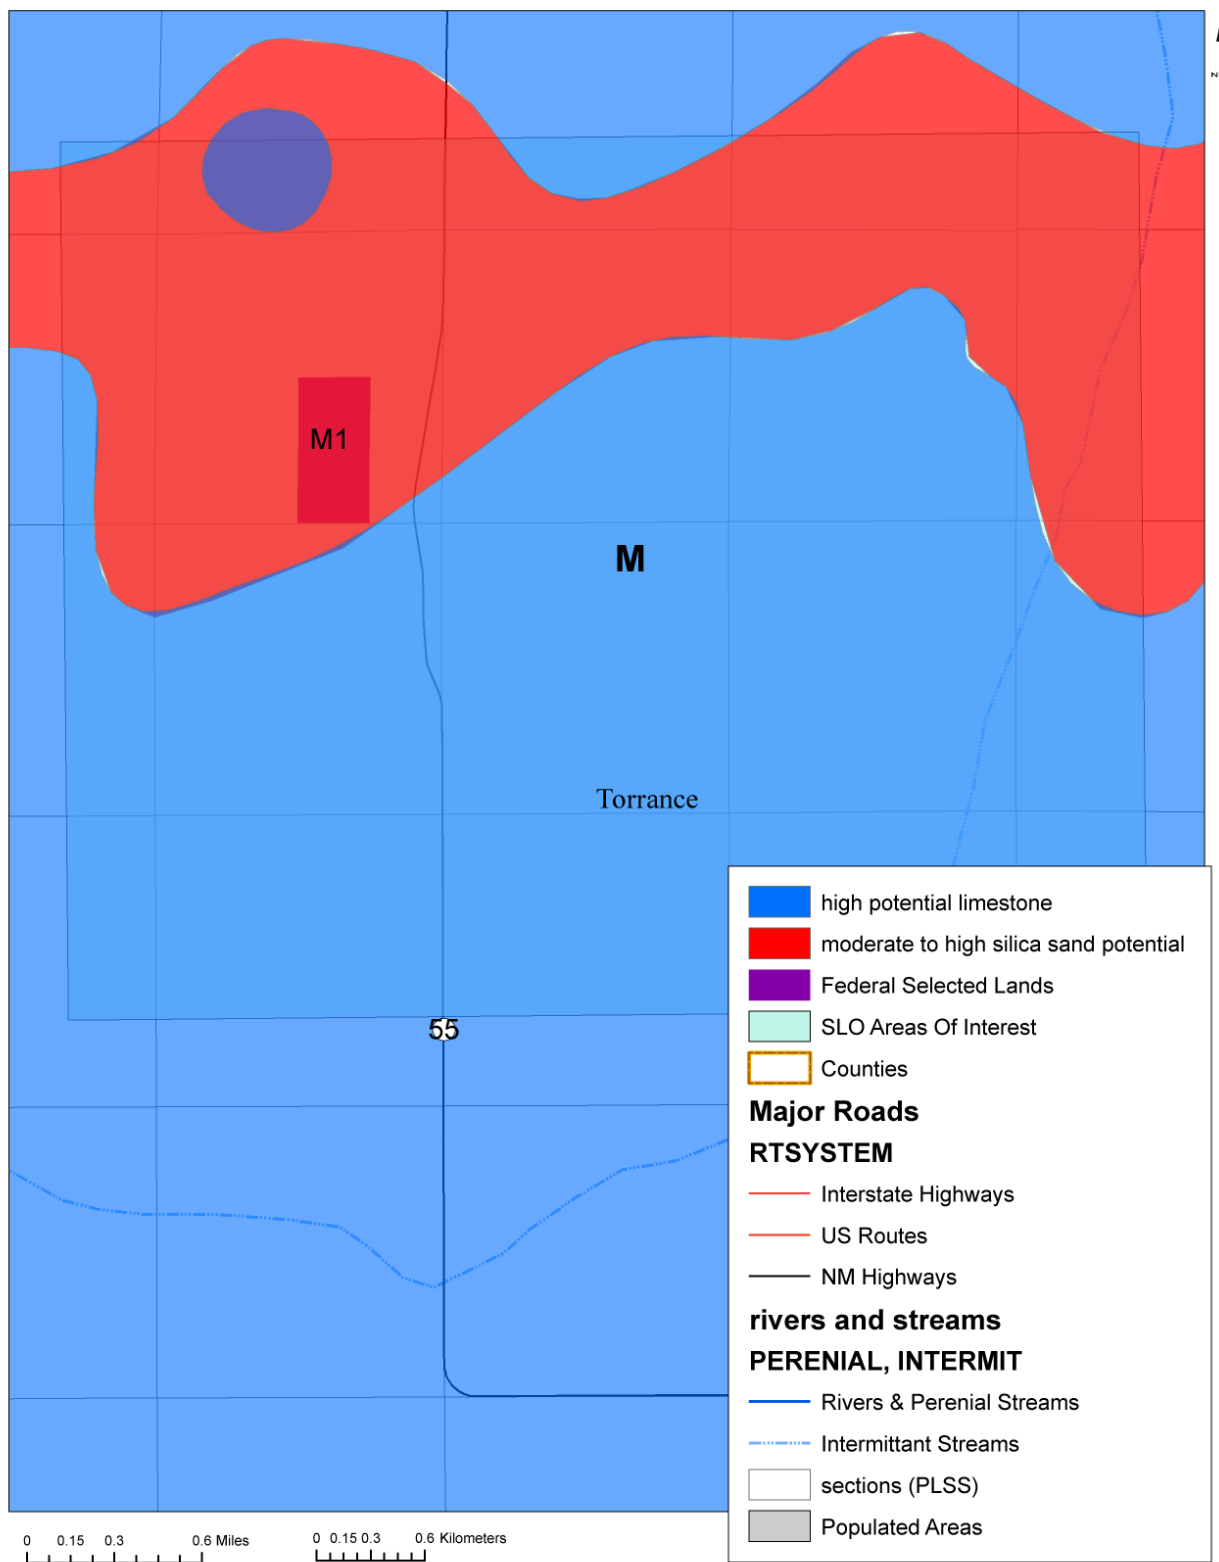 M1
M
Torrance
55
high potential limestone
moderate to high silica sand potential
Federal Selected Lands
SLO Areas Of Interest
Counties
Major Roads
RTSYSTEM
Interstate Highways
US Routes
NM Highways
rivers and streams
PERENIAL, INTERMIT
Rivers & Perenial Streams
Intermittant Streams
sections (PLSS)
Populated Areas
0 0.15 0.3 0.6 Miles
0 0.15 0.3 0.6 Kilometers